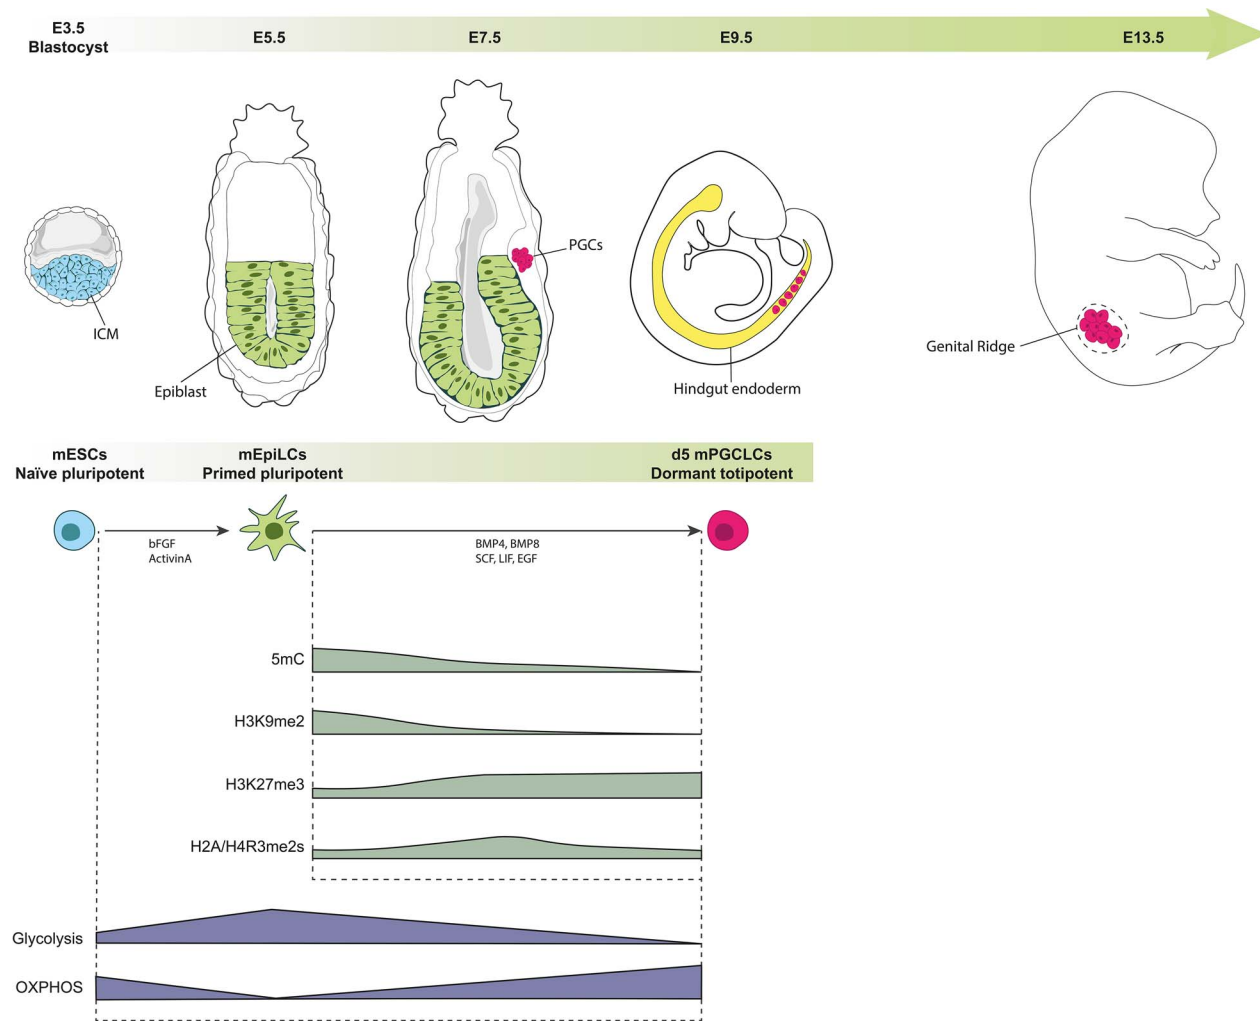 E3.5
Blastocyst
E5.5
E7.5
E9.5
E13.5
PGCs
ICM
Epiblast
Hindgut endoderm
Genital Ridge
mESCs
Naïve pluripotent
mEpiLCs
Primed pluripotent
d5 mPGCLCs
Dormant totipotent
bFGF
ActivinA
BMP4, BMP8
SCF, LIF, EGF
5mC
H3K9me2
H3K27me3
H2A/H4R3me2s
Glycolysis
OXPHOS